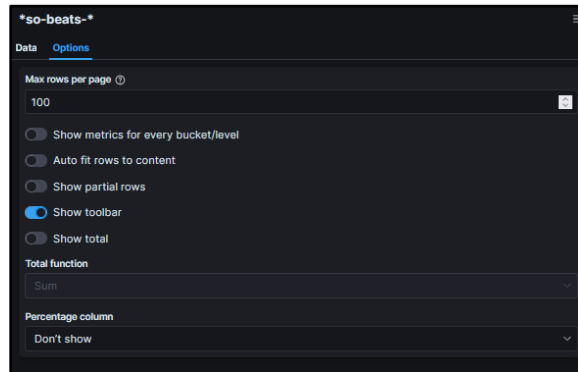 *so-beats-*
Data Options
Max rows per page
100
Show metrics for every bucket/level
Auto fit rows to content
Show partial rows
Show toolbar
Show total
Total function
Sum
Percentage column
Don't show